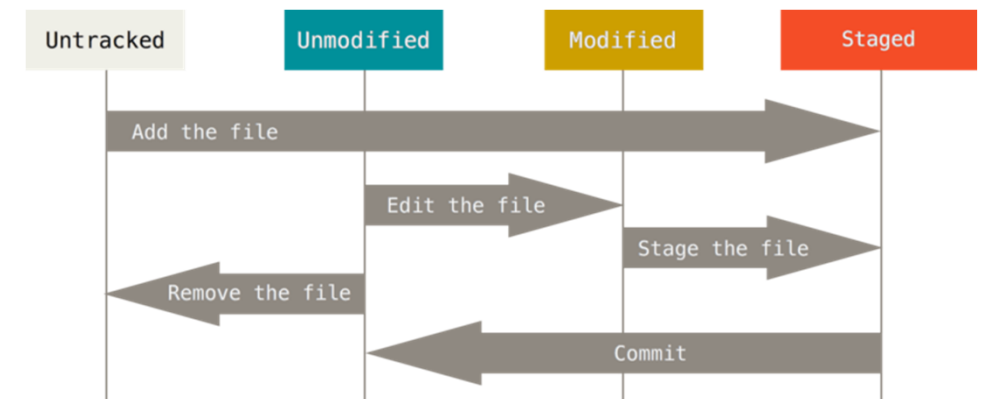 Untracked
Unmodified
Modified
Staged
Add the file
Edit the file
Stage the file
Remove the file
Commit